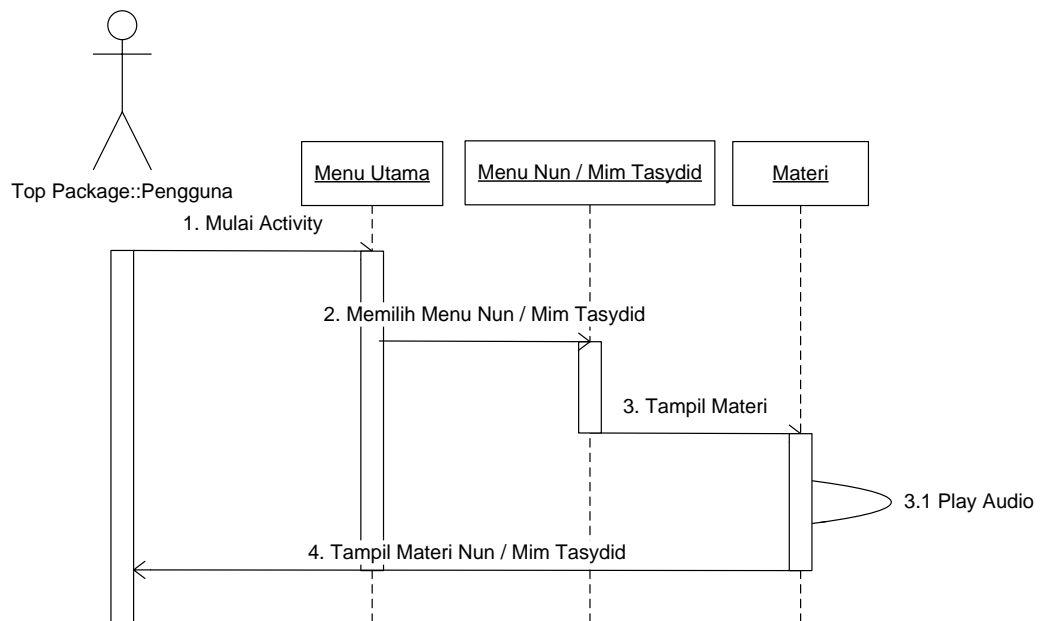 Top Package::Pengguna
Menu Utama
Menu Nun / Mim Tasydid
Materi
1. Mulai Activity
2. Memilih Menu Nun / Mim Tasydid
3. Tampil Materi
3.1 Play Audio
4. Tampil Materi Nun / Mim Tasydid